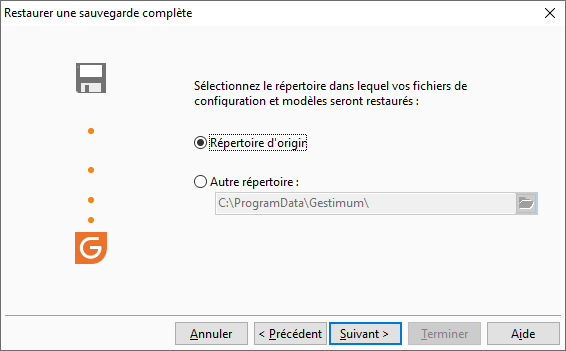 Restaurer une sauvegarde complète
Sélectionnez le répertoire dans lequel vos fichiers de
configuration et modèles seront restaurés :
Répertoire d'origir
Autre répertoire :
C:\ProgramData\Gestimum\
Annuler
< Précédent
Suivant >
Terminer
Aide